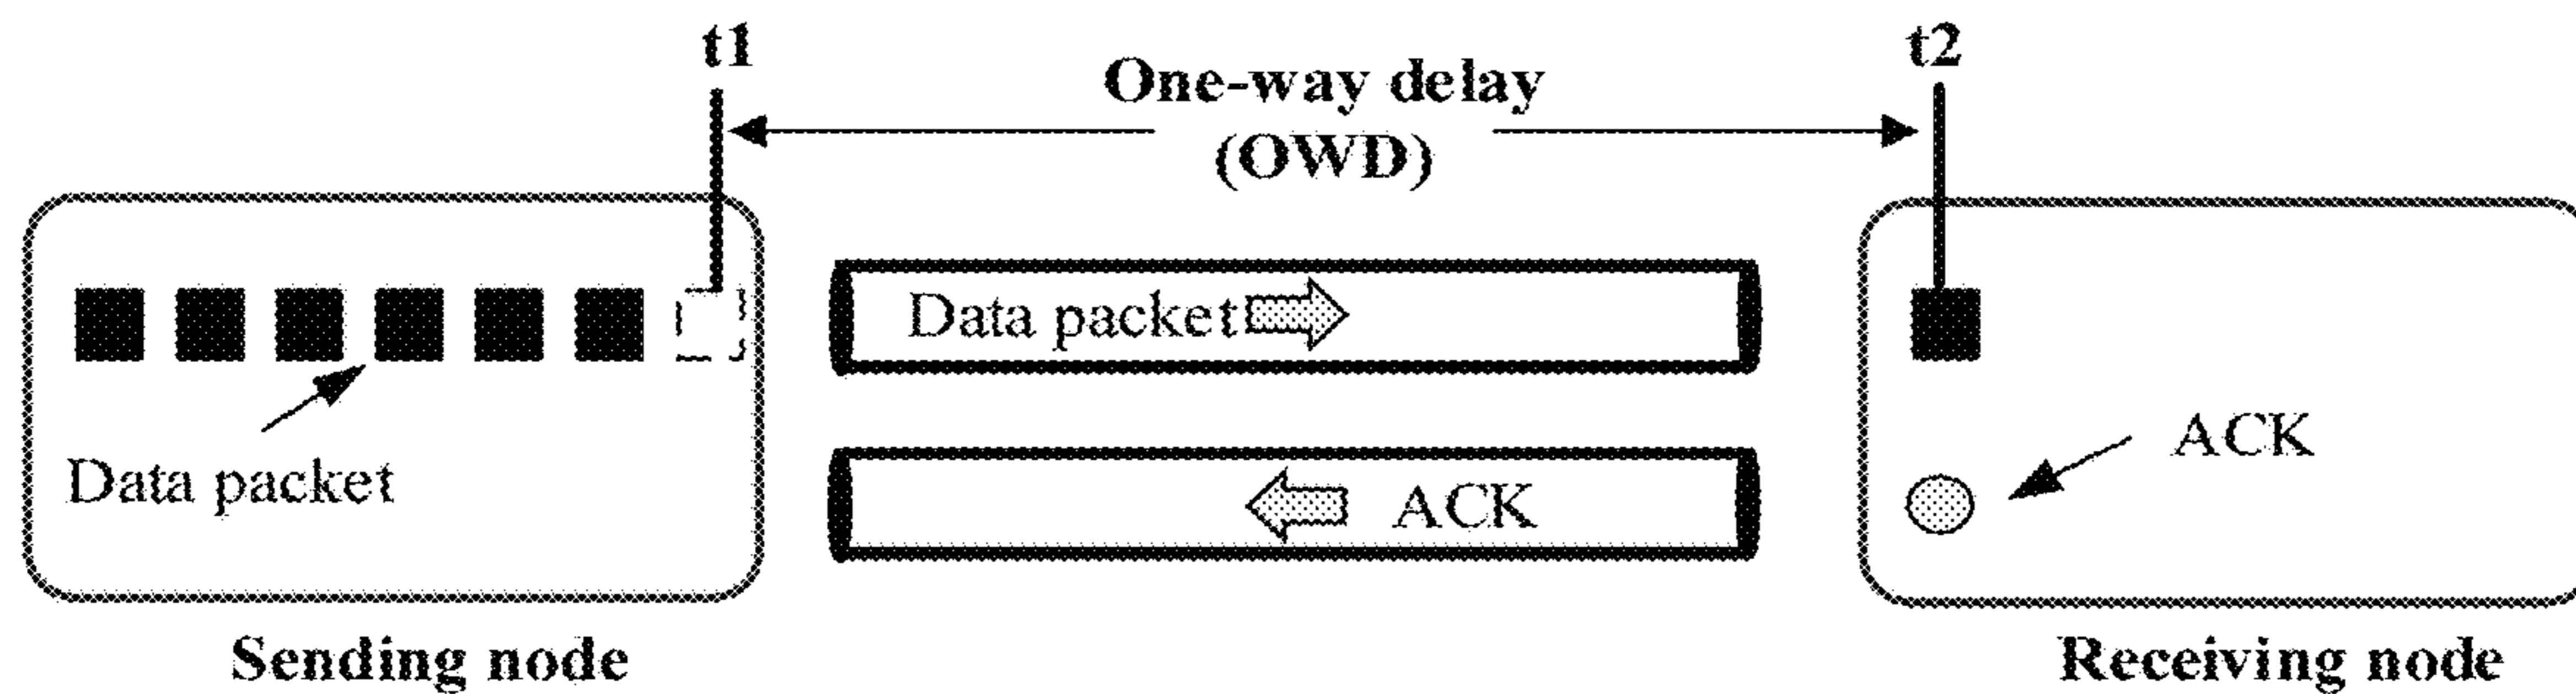 t1
One-way delay
(OWD)
t2
Data packet
Data packet
ACK
ACK
Sending node
Receiving node